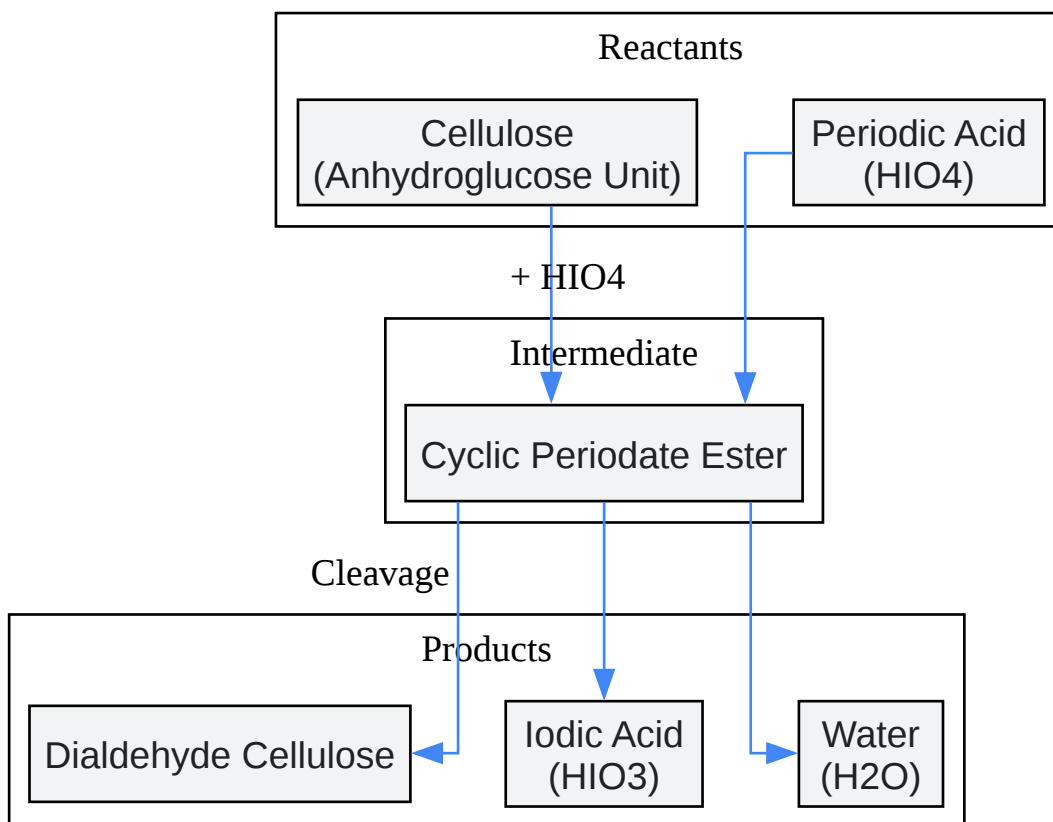 Reactants
Cellulose
(Anhydroglucose Unit)
Periodic Acid
(HIO4)
+ HIO4
Intermediate
Cyclic Periodate Ester
Cleavage
Products
Dialdehyde Cellulose
Iodic Acid
(HIO3)
Water
(H2O)